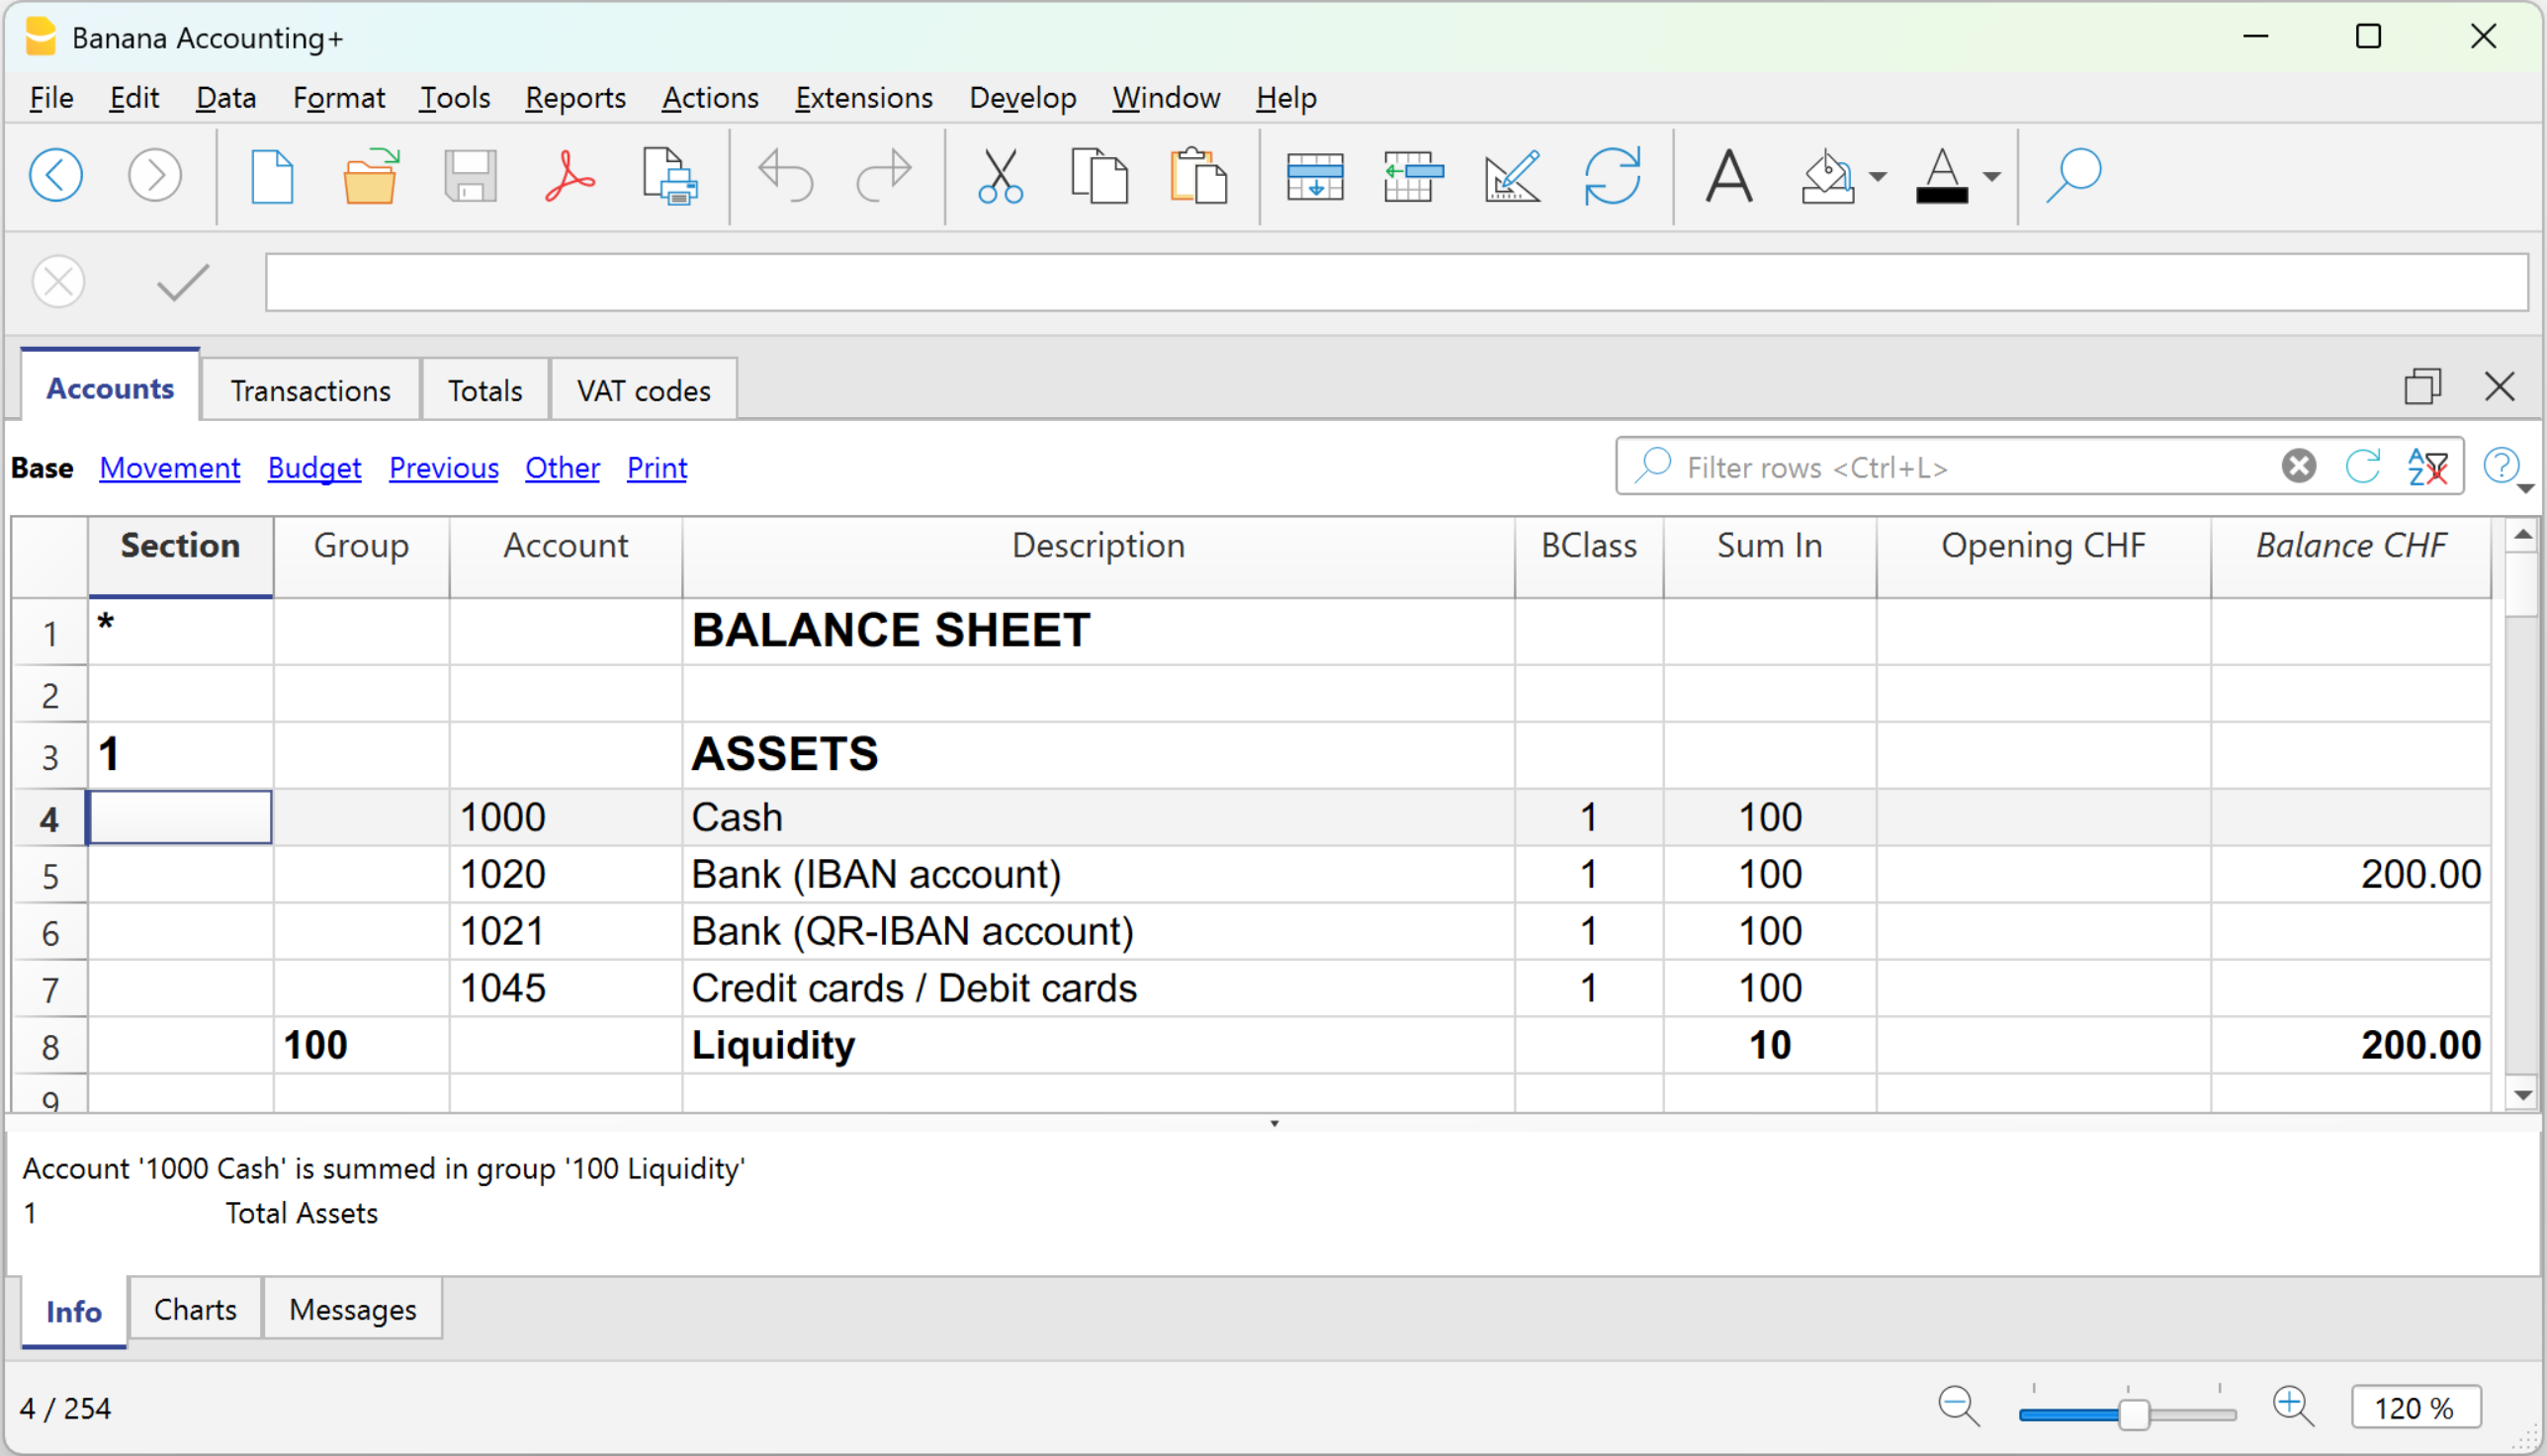 Banana Accounting+
File Edit Data Format Tools Reports Actions Extensions Develop Window Help
Accounts Transactions Totals VAT codes
Base Movement Budget Previous Other Print Filter rows <Ctrl+L>
Section Group Account Description BClass Sum In Opening CHF Balance CHF
1 * BALANCE SHEET
2
3 1 ASSETS
4 1000 Cash 1 100
5 1020 Bank (IBAN account) 1 100 200.00
6 1021 Bank (QR-IBAN account) 1 100
7 1045 Credit cards / Debit cards 1 100
8 100 Liquidity 10 200.00
9
Account '1000 Cash' is summed in group '100 Liquidity'
1 Total Assets
Info Charts Messages
4 / 254 120 %